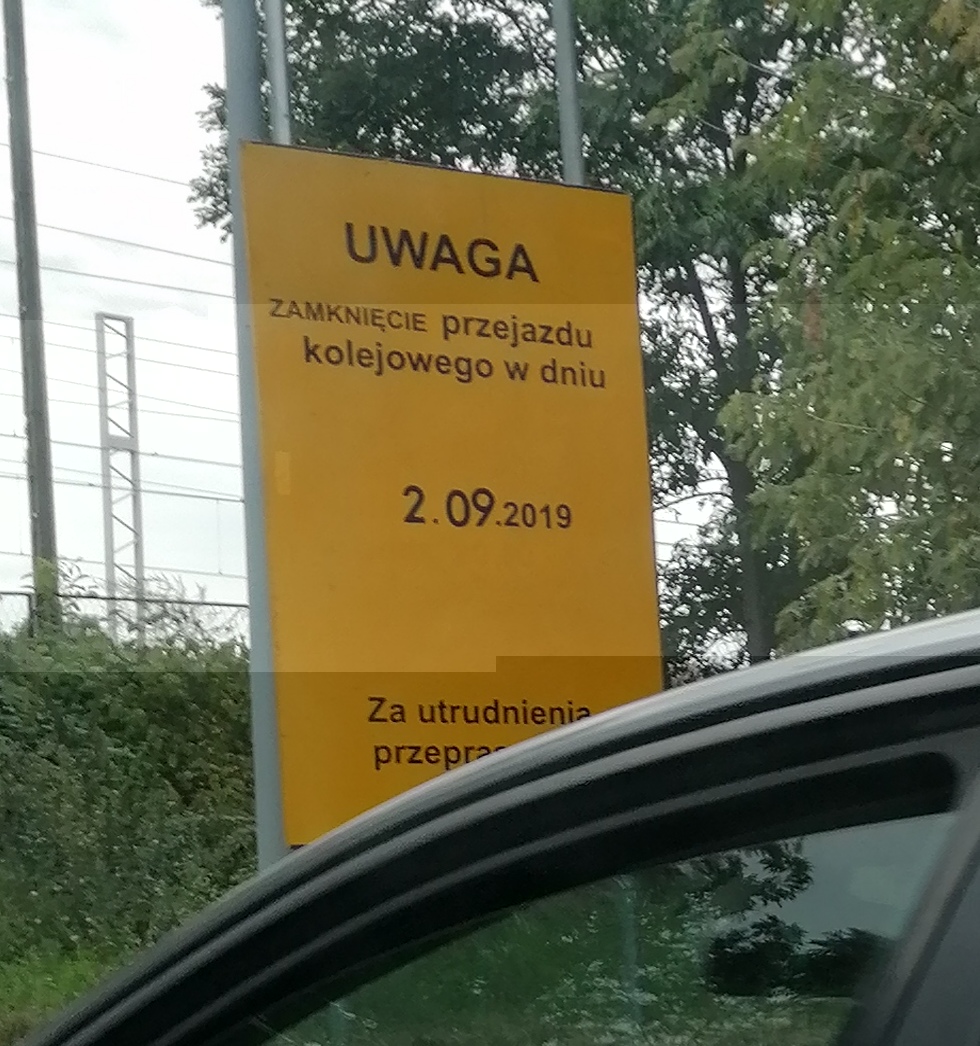 UWAGA
ZAMKNIĘCIE przejazdu
kolejowego w dniu
2.09.2019
Za utrudnienia